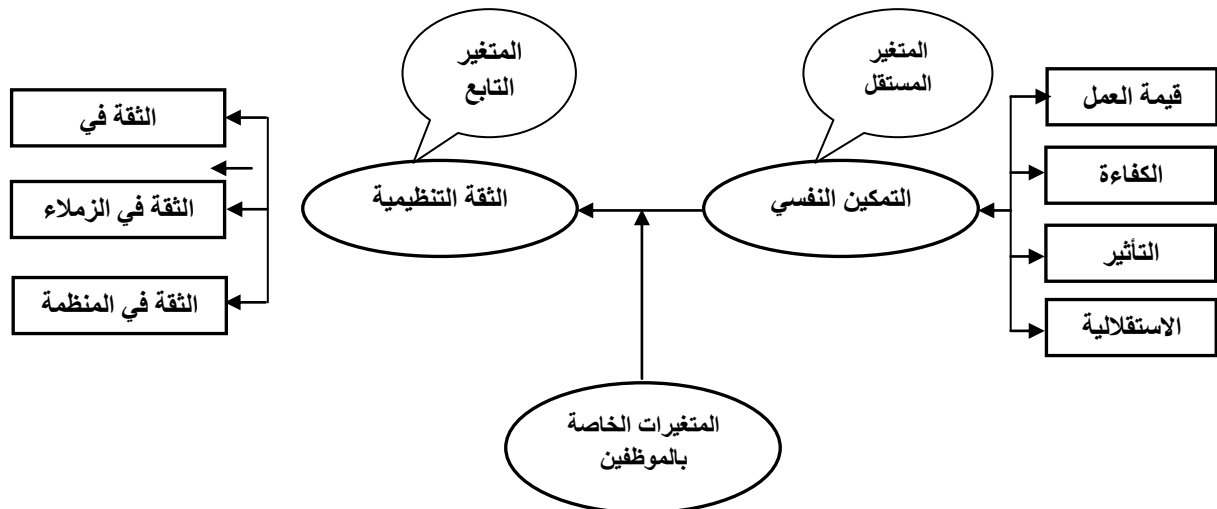 المتغير
المستقل
المتغير
التابع
قيمة العمل
الكفاءة
التأثير
الاستقلالية
التمكين النفسي
الثقة التنظيمية
الثقة في
الثقة في الزملاء
الثقة في المنظمة
المتغيرات الخاصة
بالموظفين